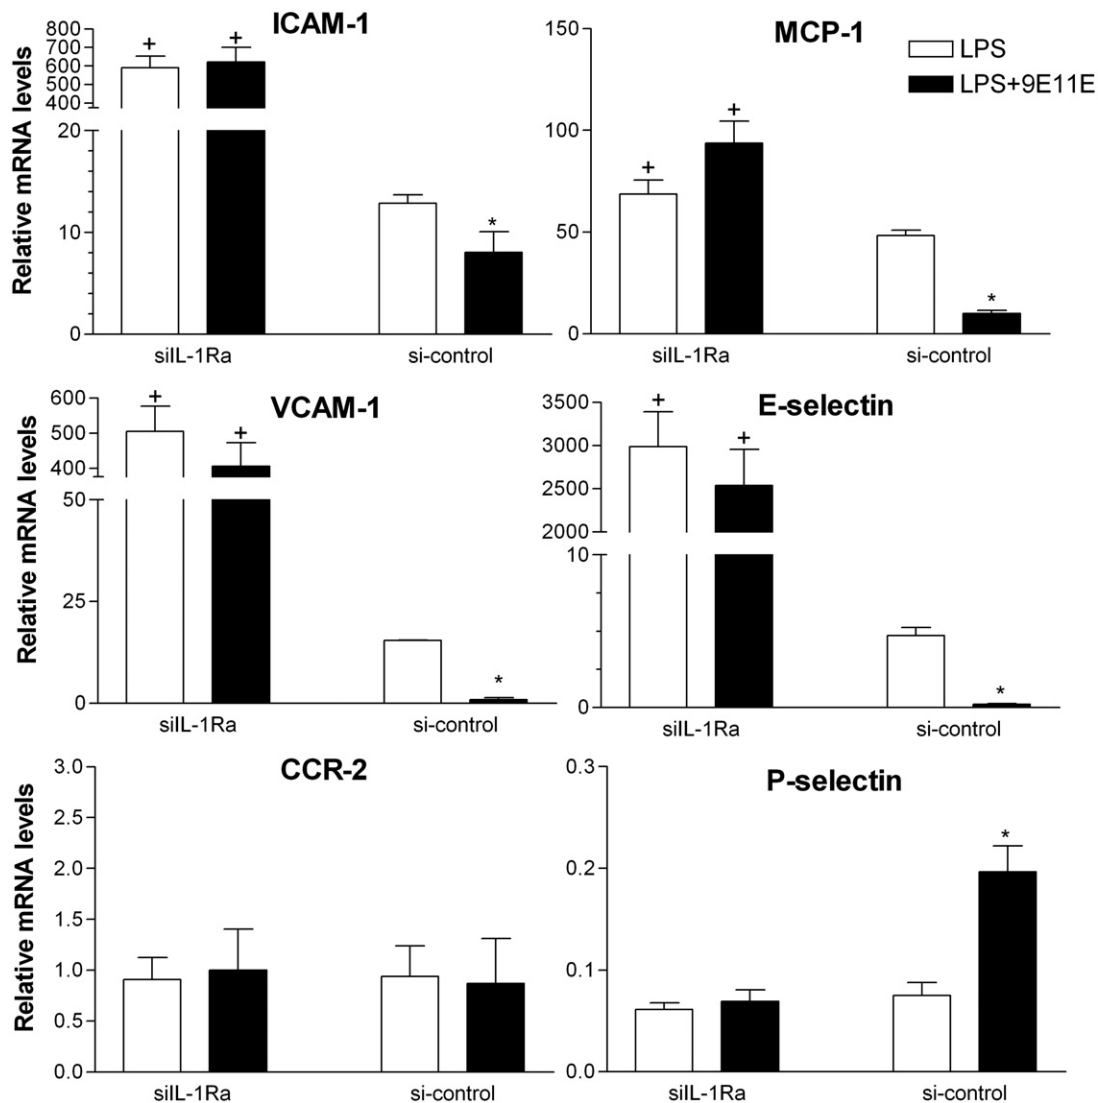 ICAM-1
Relative mRNA levels
800
700
600
500
400
20
10
0
+
+
*
siIL-1Ra
si-control
MCP-1
LPS
LPS+9E11E
150
100
50
0
+
+
*
siIL-1Ra
si-control
VCAM-1
Relative mRNA levels
600
500
400
50
25
0
+
+
*
siIL-1Ra
si-control
E-selectin
3500
3000
2500
2000
10
0
+
+
*
siIL-1Ra
si-control
CCR-2
Relative mRNA levels
3.0
2.5
2.0
1.5
1.0
0.5
0.0
siIL-1Ra
si-control
P-selectin
0.3
0.2
0.1
0.0
*
siIL-1Ra
si-control